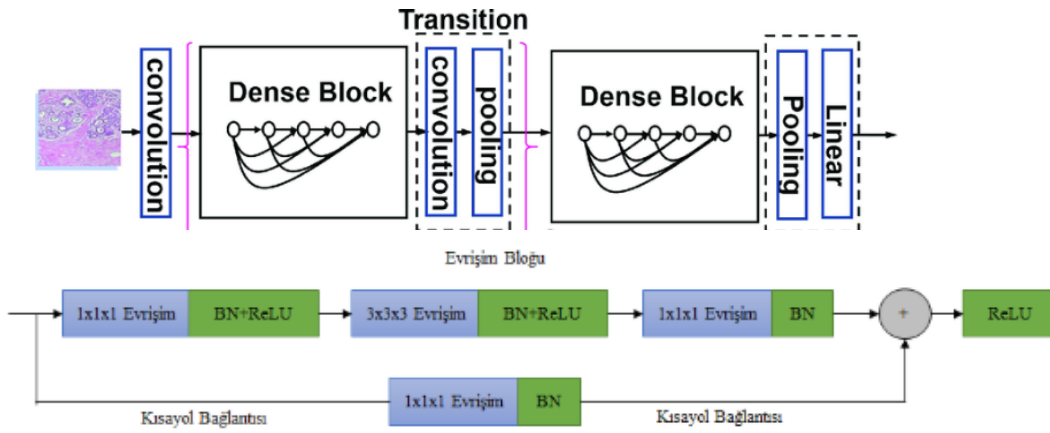 Transition
convolution
Dense Block
convolution
pooling
Dense Block
Pooling
Linear
Evrişim Bloğu
1x1x1 Evrişim BN+ReLU 3x3x3 Evrişim BN+ReLU 1x1x1 Evrişim BN + ReLU
1x1x1 Evrişim BN
Kısayol Bağlantısı Kısayol Bağlantısı